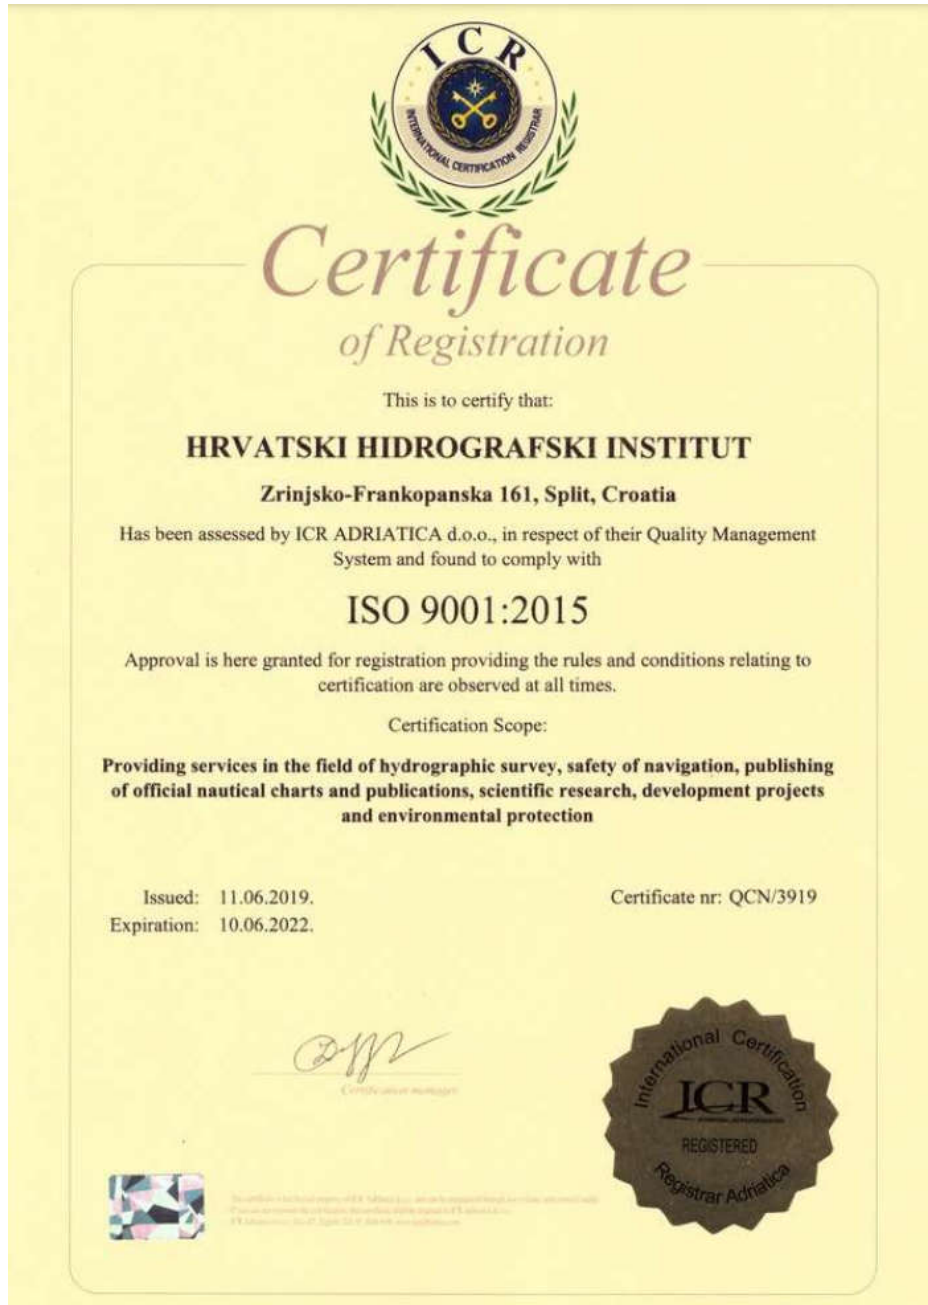 ICR
INTERNATIONAL CERTIFICATION REGISTRAR
Certificate
of Registration
This is to certify that:
HRVATSKI HIDROGRAFSKI INSTITUT
Zrinjsko-Frankopanska 161, Split, Croatia
Has been assessed by ICR ADRIATICA d.o.o., in respect of their Quality Management
System and found to comply with
ISO 9001:2015
Approval is here granted for registration providing the rules and conditions relating to
certification are observed at all times.
Certification Scope:
Providing services in the field of hydrographic survey, safety of navigation, publishing
of official nautical charts and publications, scientific research, development projects
and environmental protection
Issued: 11.06.2019.
Certificate nr: QCN/3919
Expiration: 10.06.2022.
Certification manager
International Certification
ICR
REGISTERED
Registrar Adriatica